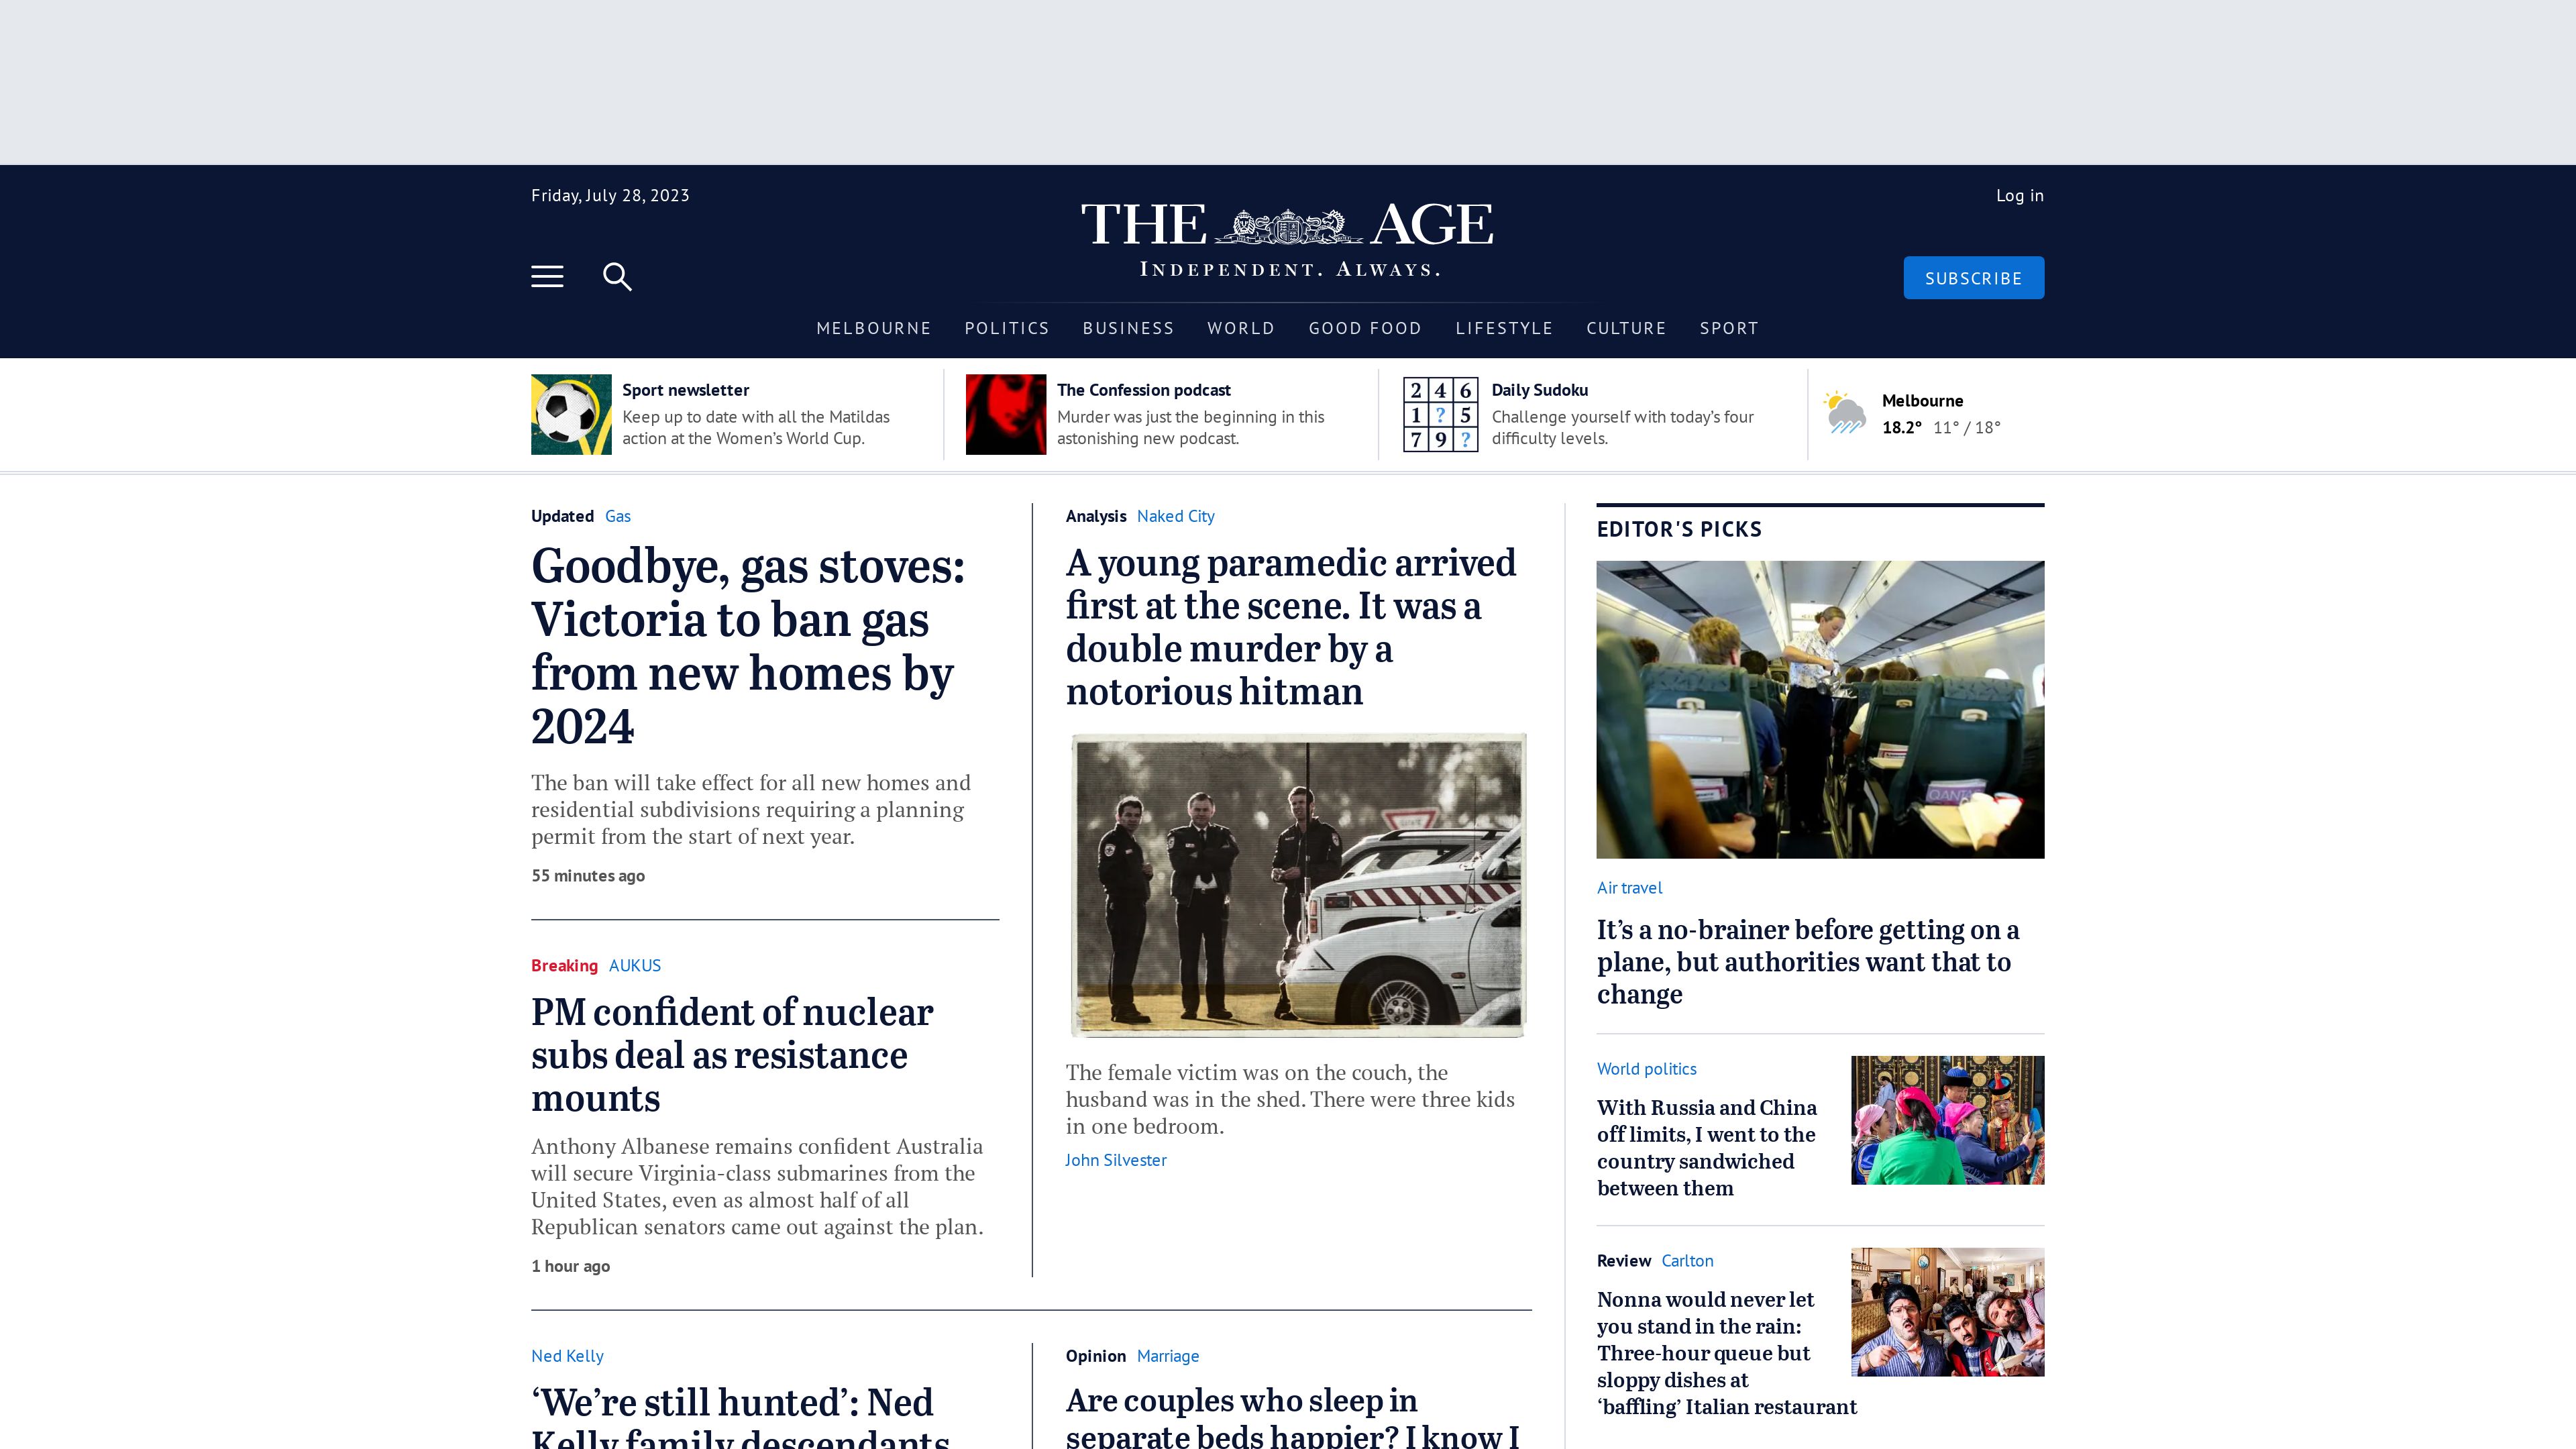 Friday, July 28, 2023
Log in
THE AGE
INDEPENDENT. ALWAYS.
SUBSCRIBE
MELBOURNE POLITICS BUSINESS WORLD GOOD FOOD LIFESTYLE CULTURE SPORT
Sport newsletter
Keep up to date with all the Matildas
action at the Women’s World Cup.
The Confession podcast
Murder was just the beginning in this
astonishing new podcast.
2 4 6
1 ? 5
7 9 ?
Daily Sudoku
Challenge yourself with today’s four
difficulty levels.
Melbourne
18.2° 11° / 18°
Updated Gas
Goodbye, gas stoves:
Victoria to ban gas
from new homes by
2024
The ban will take effect for all new homes and
residential subdivisions requiring a planning
permit from the start of next year.
55 minutes ago
Breaking AUKUS
PM confident of nuclear
subs deal as resistance
mounts
Anthony Albanese remains confident Australia
will secure Virginia-class submarines from the
United States, even as almost half of all
Republican senators came out against the plan.
1 hour ago
Analysis Naked City
A young paramedic arrived
first at the scene. It was a
double murder by a
notorious hitman
The female victim was on the couch, the
husband was in the shed. There were three kids
in one bedroom.
John Silvester
Ned Kelly
‘We’re still hunted’: Ned
Kelly family descendants
Opinion Marriage
Are couples who sleep in
separate beds happier? I know I
EDITOR'S PICKS
QANTAS
Air travel
It’s a no-brainer before getting on a
plane, but authorities want that to
change
World politics
With Russia and China
off limits, I went to the
country sandwiched
between them
Review Carlton
Nonna would never let
you stand in the rain:
Three-hour queue but
sloppy dishes at
‘baffling’ Italian restaurant